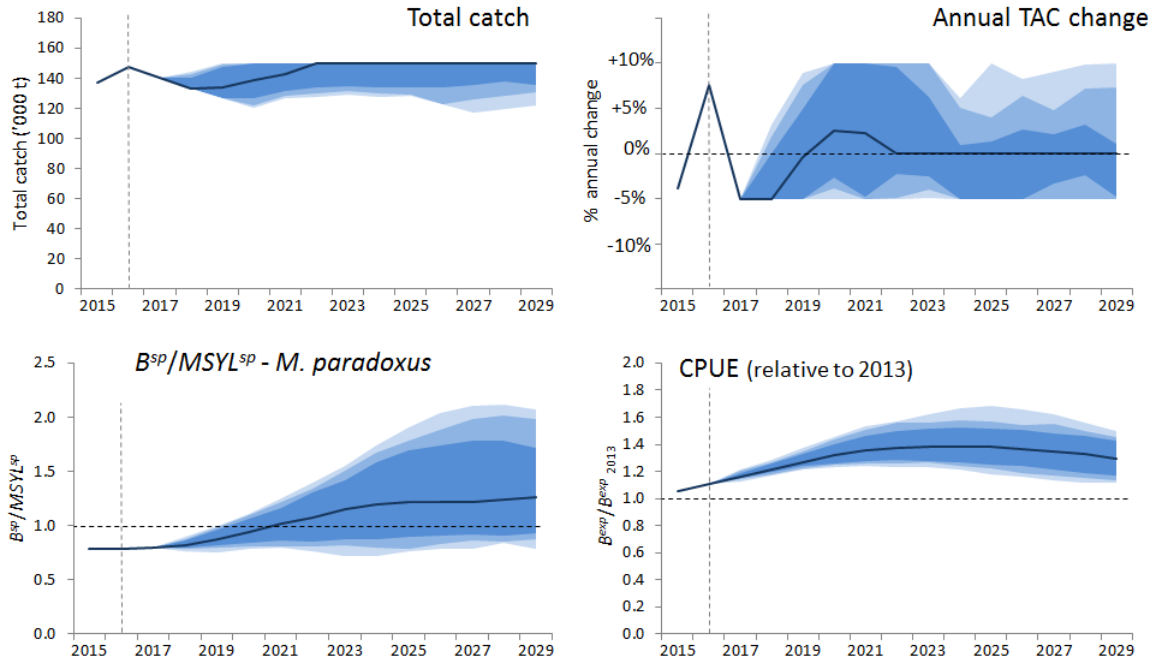 Total catch
Total catch ('000 t)
180
160
140
120
100
80
60
40
20
0
2015 2017 2019 2021 2023 2025 2027 2029
Annual TAC change
% annual change
+10%
+5%
0%
-5%
-10%
2015 2017 2019 2021 2023 2025 2027 2029
B^sp/MSYL^sp - M. paradoxus
B^sp/MSYL^sp
2.5
2.0
1.5
1.0
0.5
0.0
2015 2017 2019 2021 2023 2025 2027 2029
CPUE (relative to 2013)
B^exp/B^exp 2013
2.0
1.8
1.6
1.4
1.2
1.0
0.8
0.6
0.4
0.2
0.0
2015 2017 2019 2021 2023 2025 2027 2029